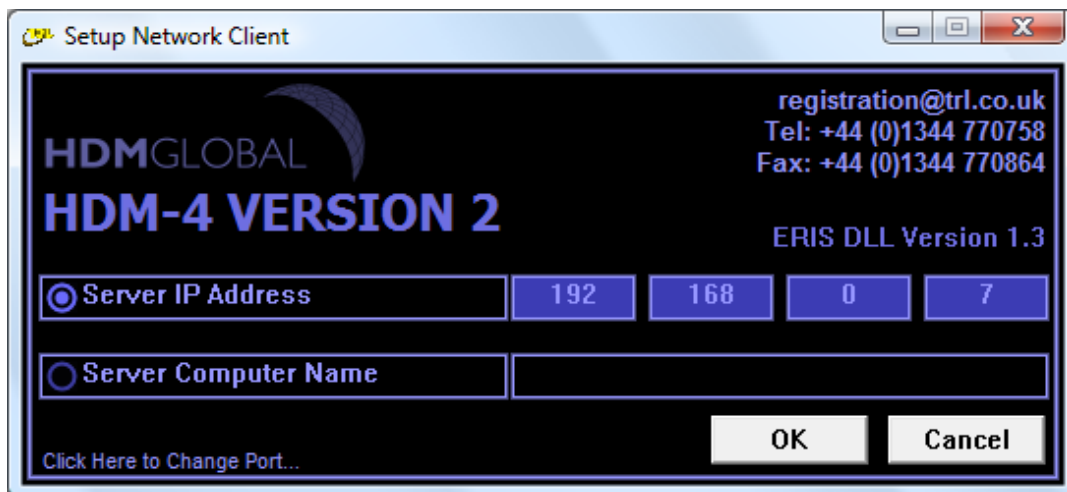 Setup Network Client
registration@trl.co.uk
Tel: +44 (0)1344 770758
Fax: +44 (0)1344 770864
HDMGLOBAL
HDM-4 VERSION 2
ERIS DLL Version 1.3
Server IP Address 192 168 0 7
Server Computer Name
OK Cancel
Click Here to Change Port...